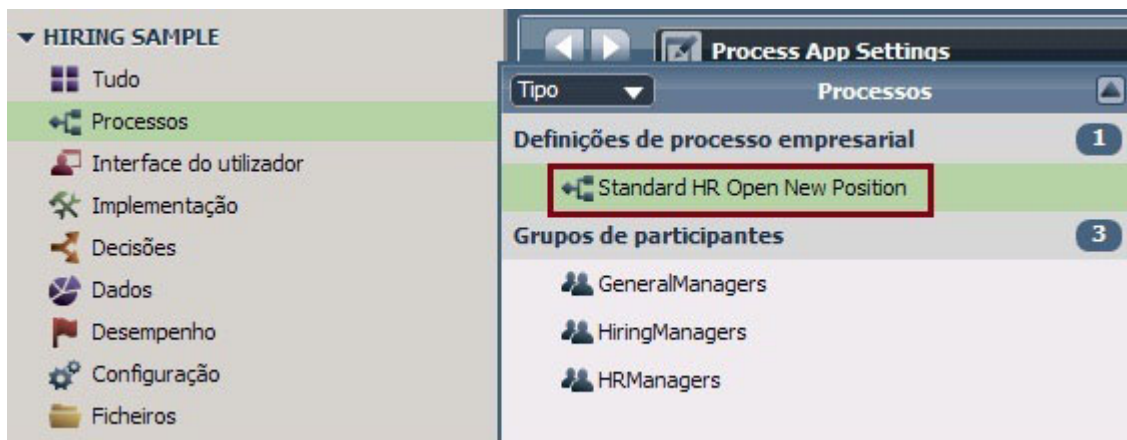 HIRING SAMPLE
Tudo
Processos
Interface do utilizador
Implementação
Decisões
Dados
Desempenho
Configuração
Ficheiros
Process App Settings
Tipo
Processos
Definições de processo empresarial
1
Standard HR Open New Position
Grupos de participantes
3
GeneralManagers
HiringManagers
HRManagers